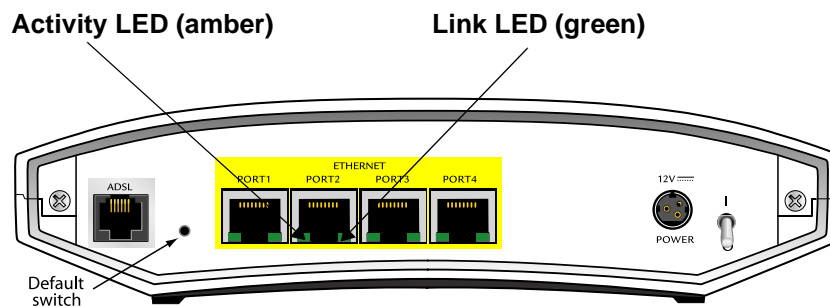 Activity LED (amber)
Link LED (green)
ETHERNET
PORT1 PORT2 PORT3 PORT4
ADSL
12V
I
POWER
Default
switch